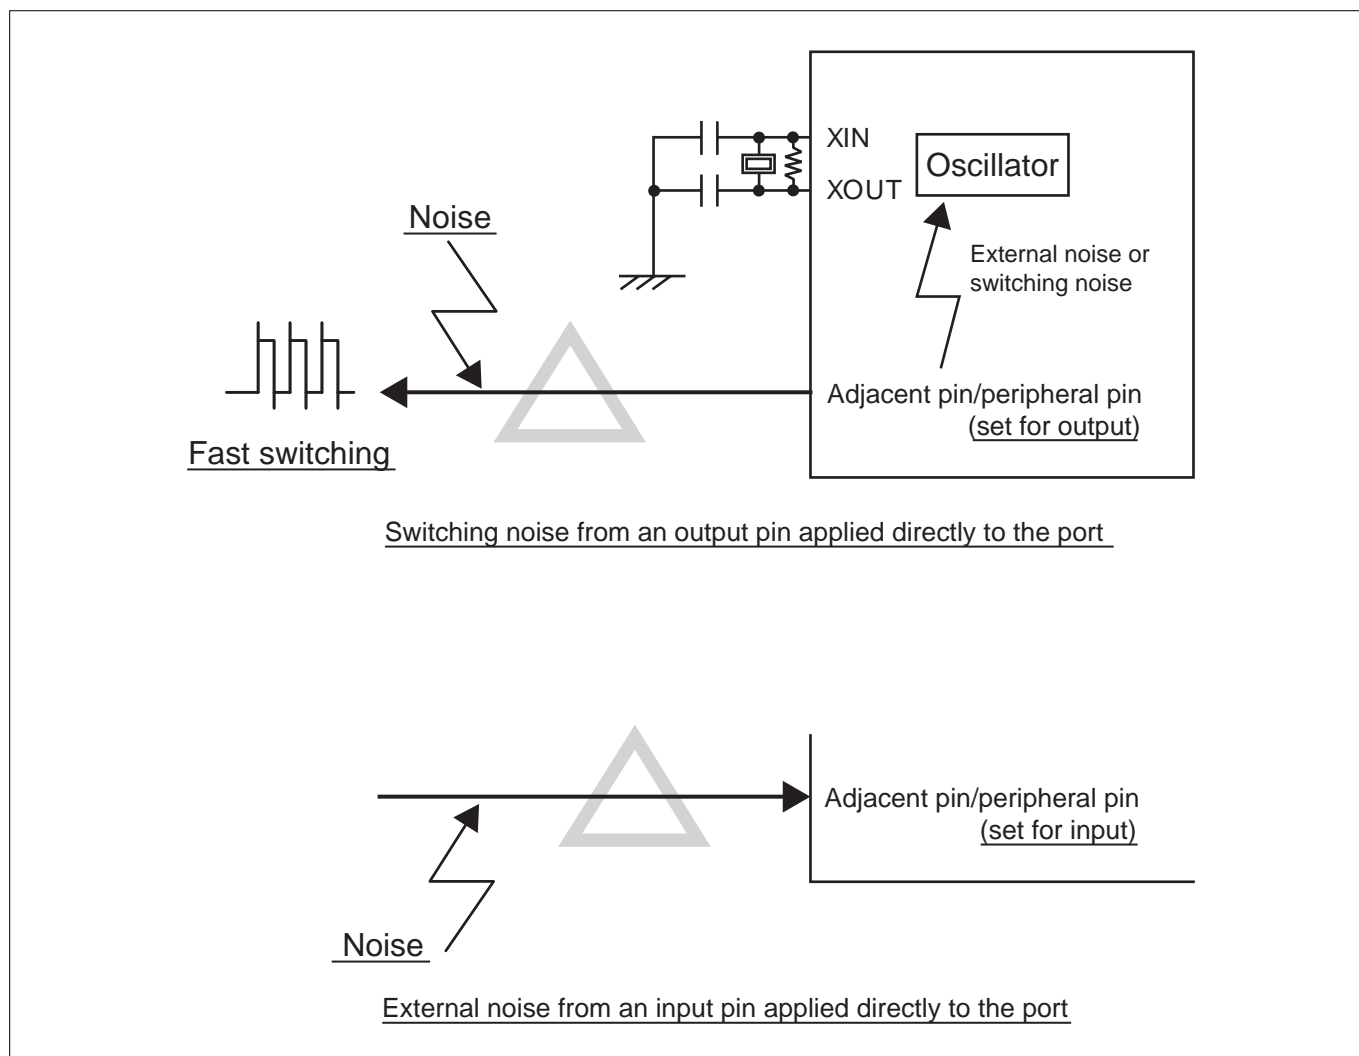 XIN
Oscillator
XOUT
Noise
External noise or
switching noise
Adjacent pin/peripheral pin
(set for output)
Fast switching
Switching noise from an output pin applied directly to the port
Adjacent pin/peripheral pin
(set for input)
Noise
External noise from an input pin applied directly to the port